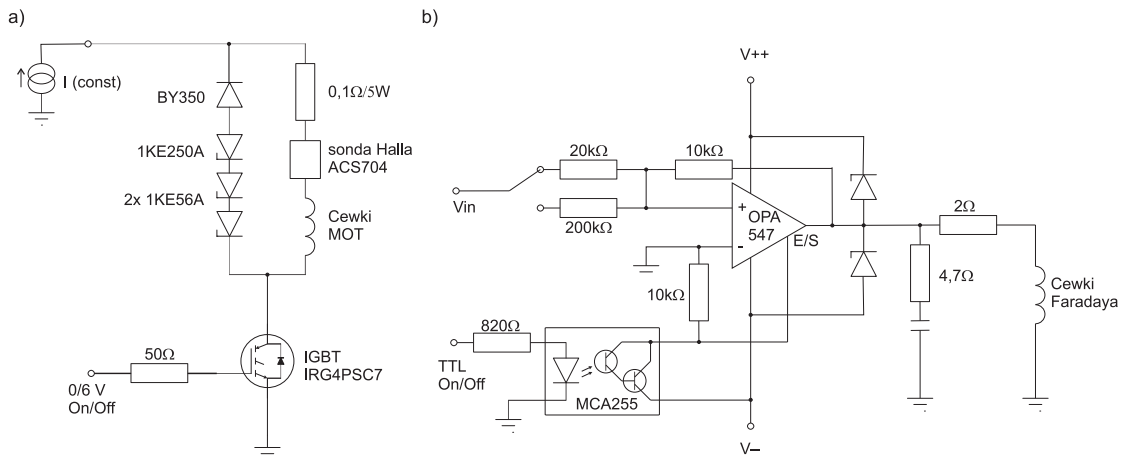 a)
I (const)
BY350
1KE250A
2x 1KE56A
0,1Ω/5W
sonda Halla
ACS704
Cewki
MOT
50Ω
0/6 V
On/Off
IGBT
IRG4PSC7
b)
V++
20kΩ
10kΩ
Vin
200kΩ
+
OPA
547
-
E/S
2Ω
10kΩ
4,7Ω
Cewki
Faradaya
820Ω
TTL
On/Off
MCA255
V–